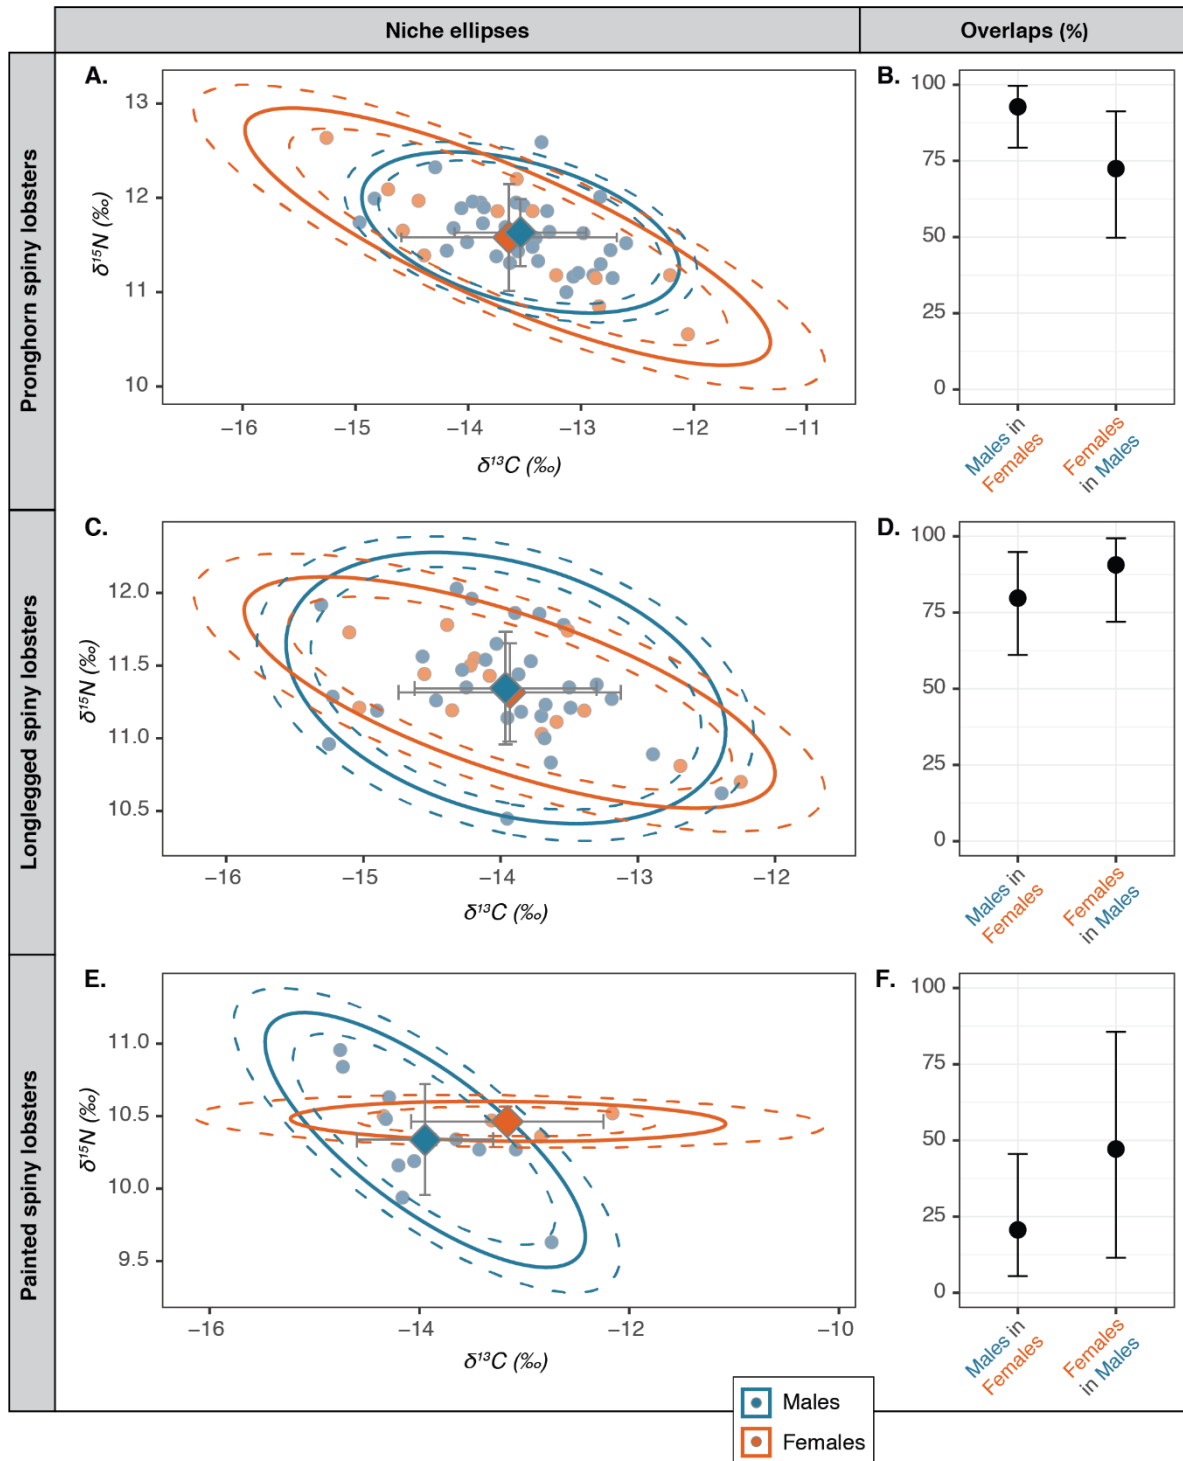 Niche ellipses
Overlaps (%)
Pronghorn spiny lobsters
A.
13
12
11
10
δ¹⁵N (‰)
−16 −15 −14 −13 −12 −11
δ¹³C (‰)
B.
100
75
50
25
0
Males in
Females
Females
in Males
Longlegged spiny lobsters
C.
12.0
11.5
11.0
10.5
δ¹⁵N (‰)
−16 −15 −14 −13 −12
δ¹³C (‰)
D.
100
75
50
25
0
Males in
Females
Females
in Males
Painted spiny lobsters
E.
11.0
10.5
10.0
9.5
δ¹⁵N (‰)
−16 −14 −12 −10
δ¹³C (‰)
F.
100
75
50
25
0
Males in
Females
Females
in Males
Males
Females